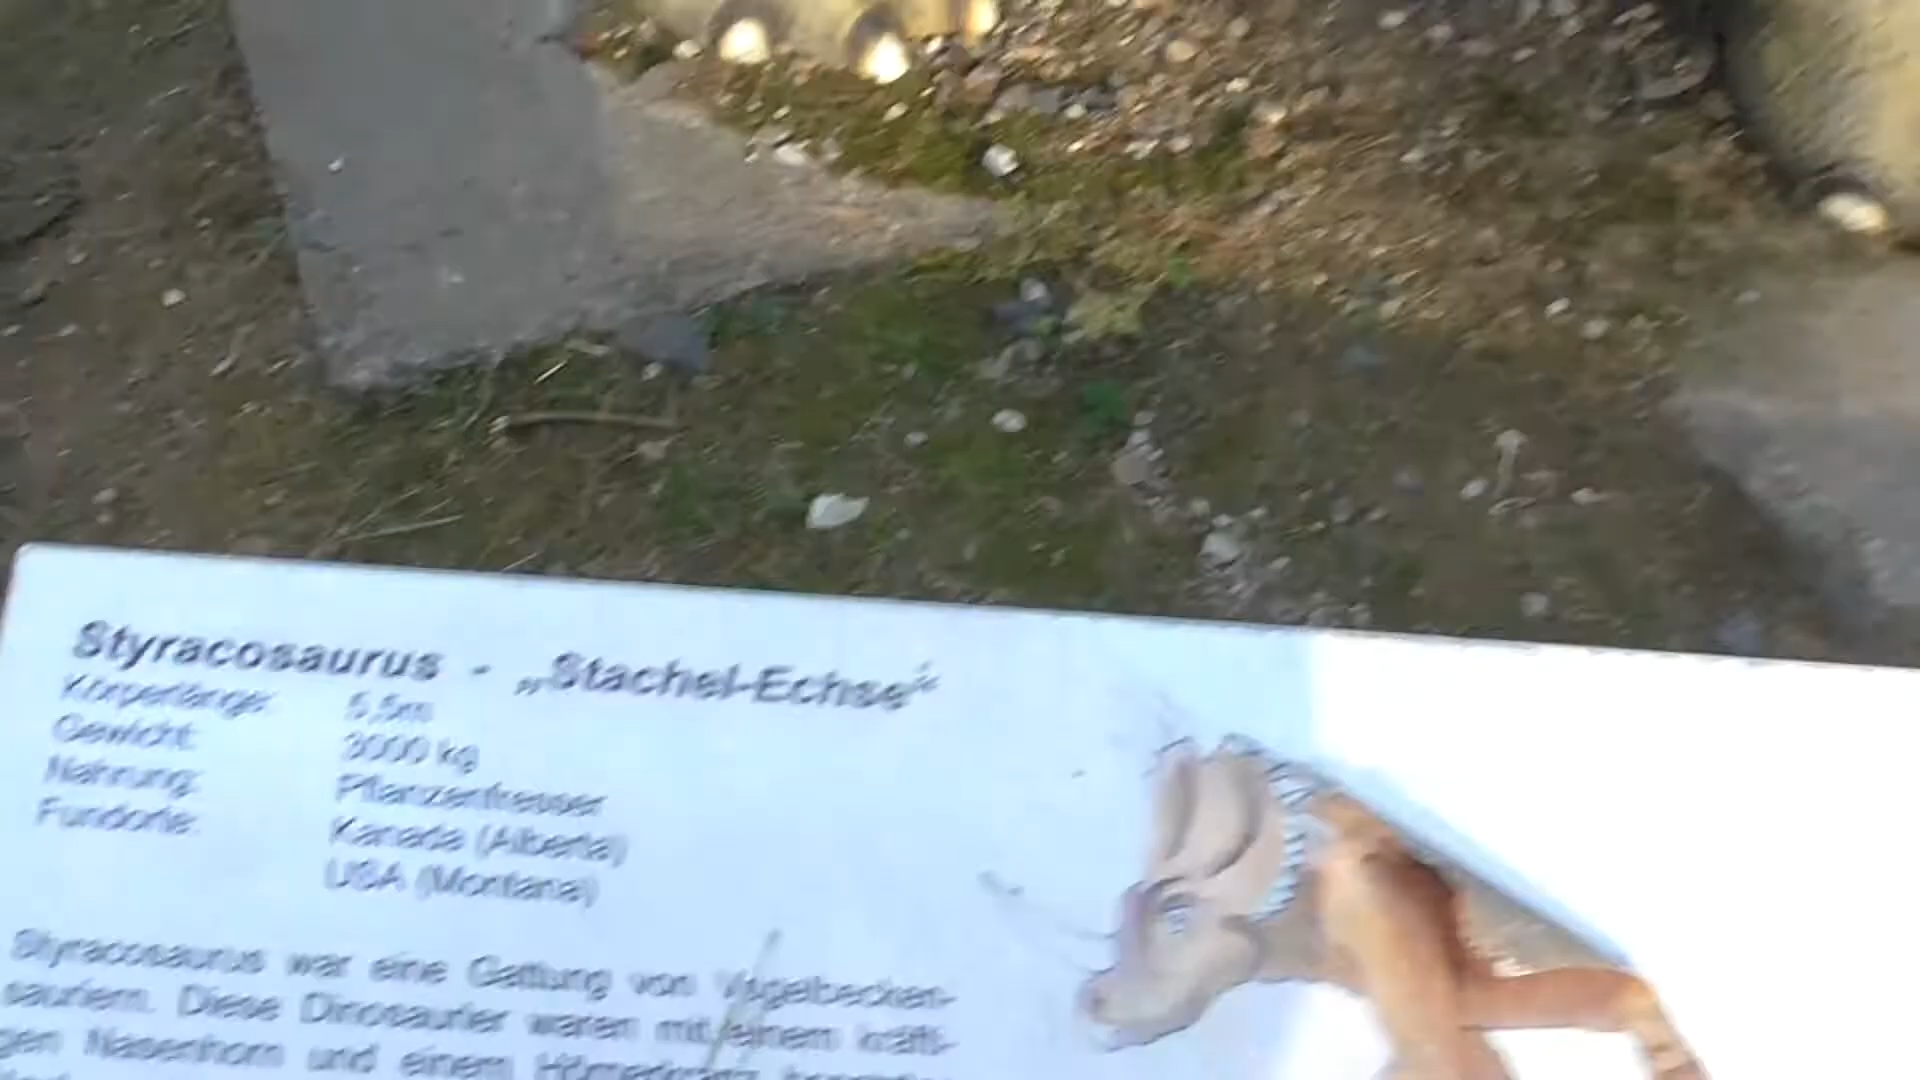 Styracosaurus - „Stachel-Echse“
Körperlänge: 5,5m
Gewicht: 3000 kg
Nahrung: Pflanzenfresser
Fundorte: Kanada (Alberta)
USA (Montana)
Styracosaurus war eine Gattung von Vogelbecken-
sauriern. Diese Dinosaurier waren mit einem kräfti-
gen Nasenhorn und einem Hörnerkranz